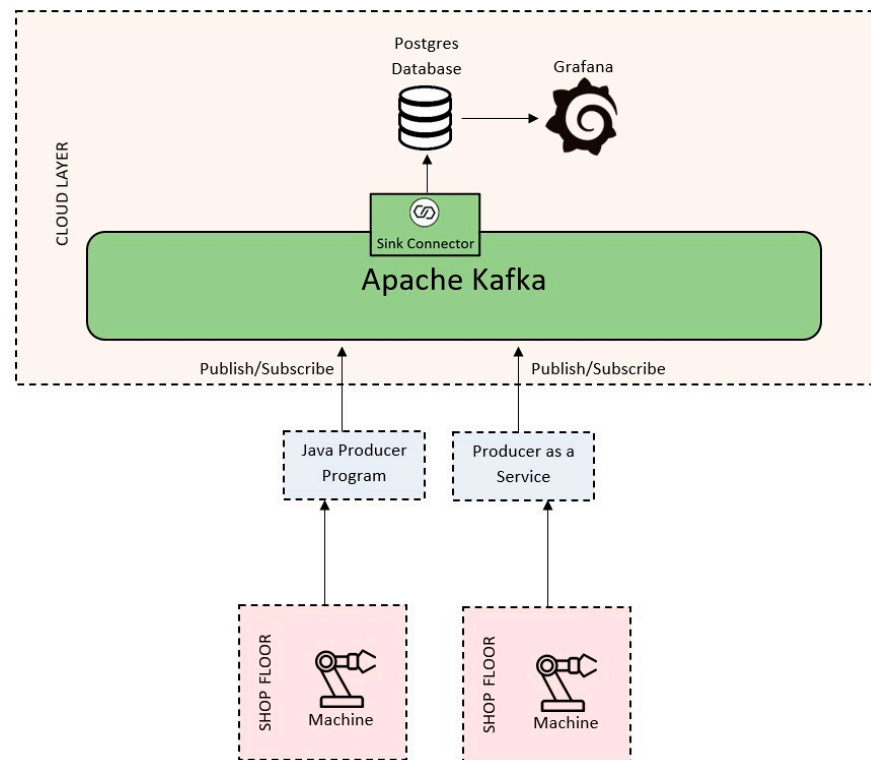 Postgres
Database
Grafana
CLOUD LAYER
Sink Connector
Apache Kafka
Publish/Subscribe
Publish/Subscribe
Java Producer
Program
Producer as a
Service
SHOP FLOOR
Machine
SHOP FLOOR
Machine